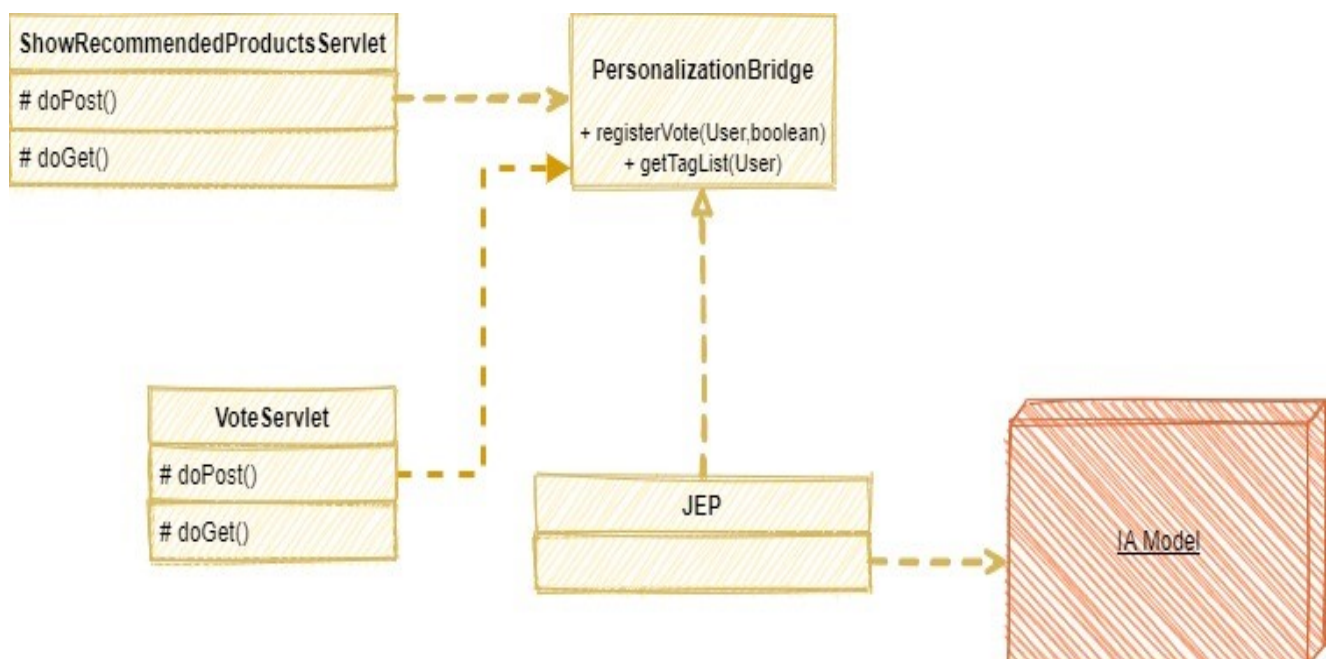 ShowRecommendedProductsServlet
# doPost()
# doGet()
PersonalizationBridge
+ registerVote(User,boolean)
+ getTagList(User)
VoteServlet
# doPost()
# doGet()
JEP
IA Model